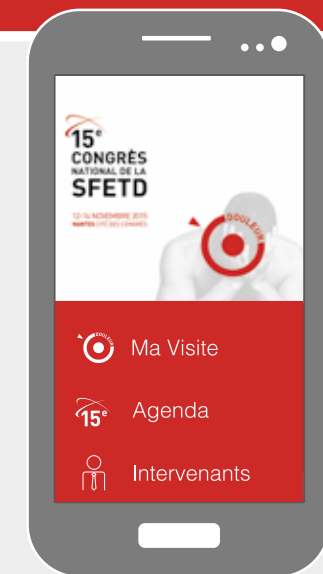 15e
CONGRÈS
NATIONAL DE LA
SFETD
12-14 NOVEMBRE 2015
NANTES CITÉ DES CONGRÈS
DOULEUR
DOULEUR
Ma Visite
15e
Agenda
Intervenants